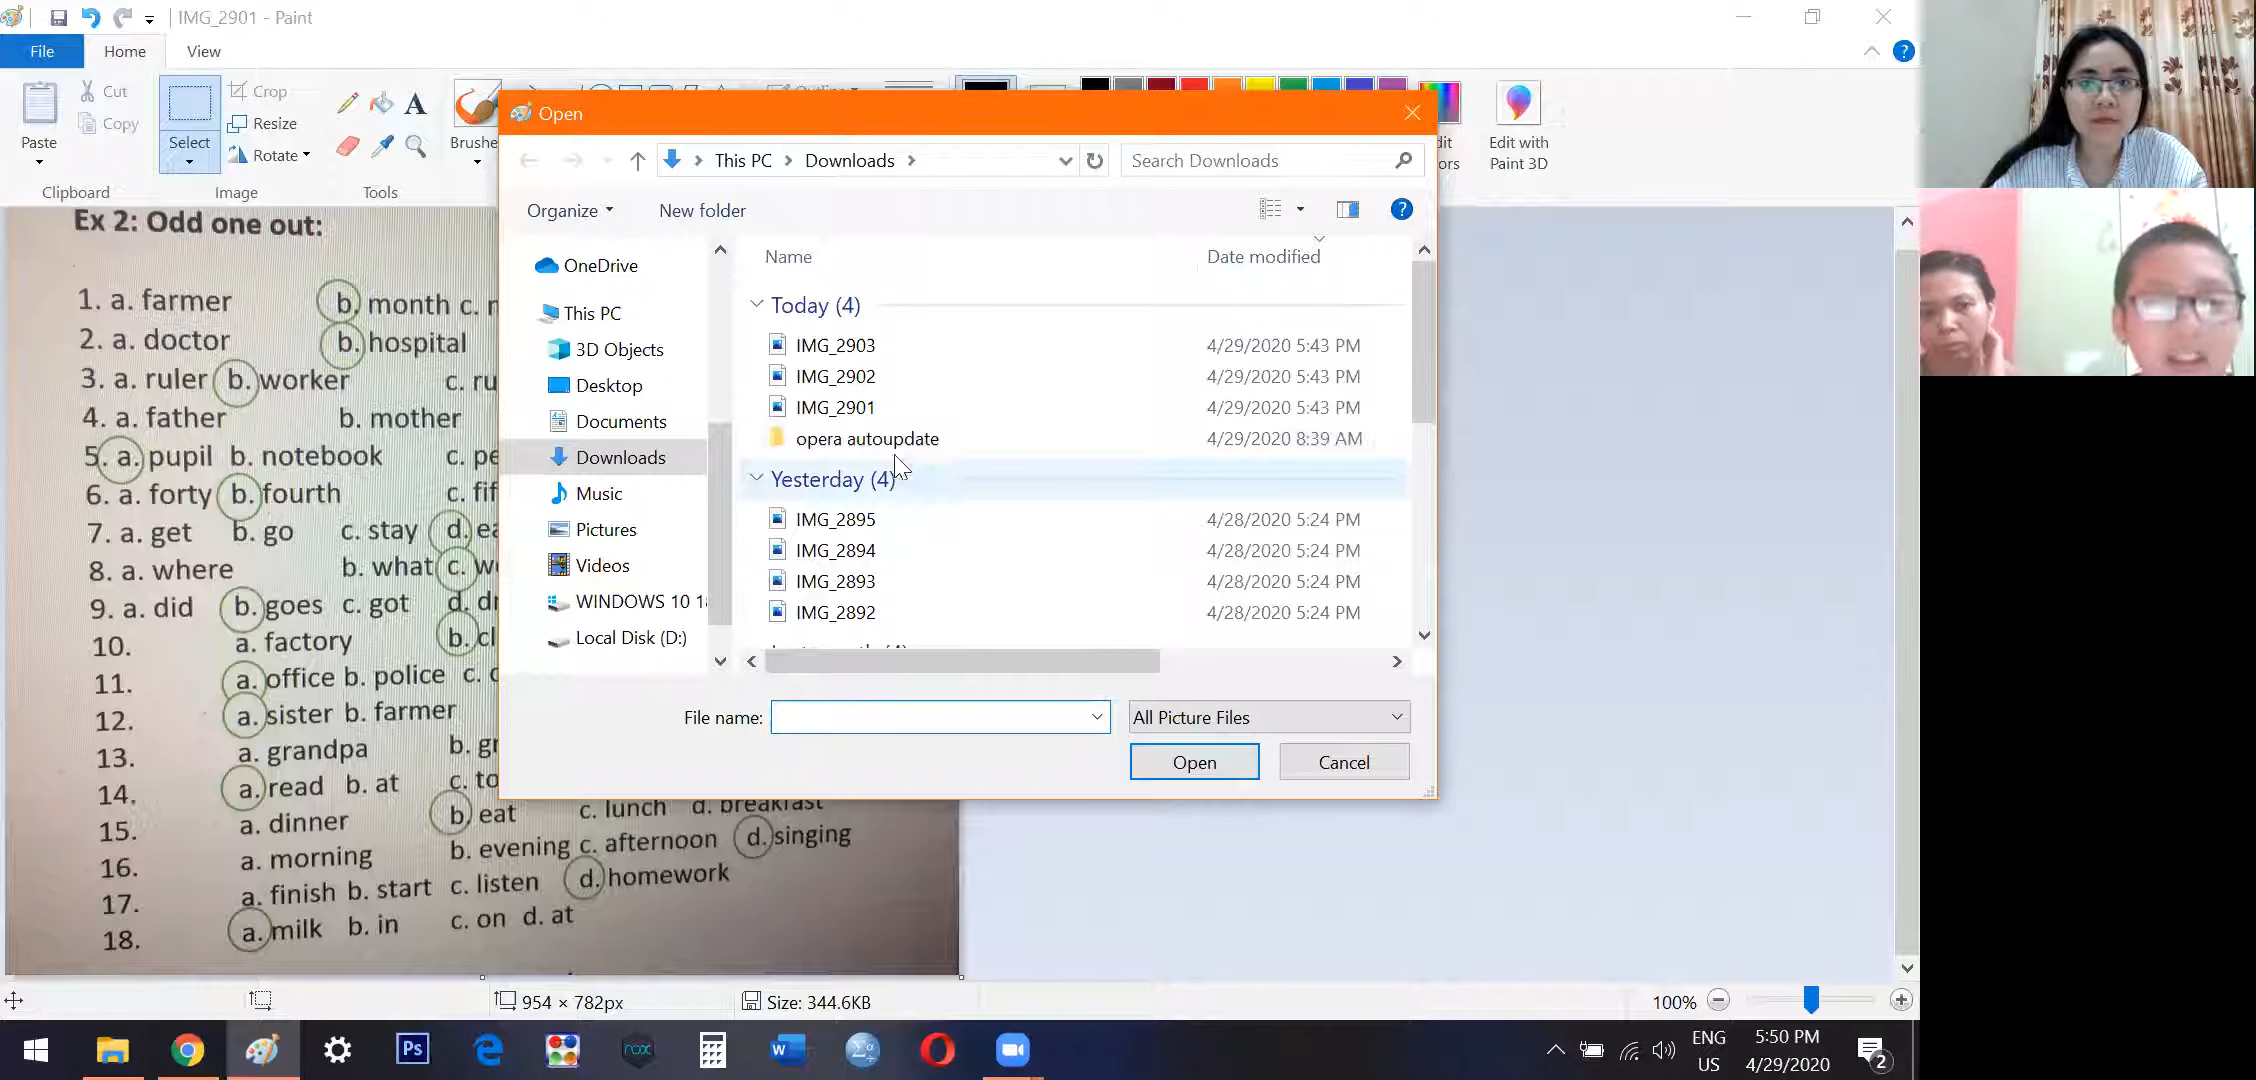 IMG_2901 - Paint
File Home View
Paste
Cut
Copy
Clipboard
Select
Crop
Resize
Rotate
Image
A
Tools
Edit with
Paint 3D
Open
This PC Downloads
Search Downloads
Organize New folder
OneDrive
This PC
3D Objects
Desktop
Documents
Downloads
Music
Pictures
Videos
WINDOWS 10
Local Disk (D:)
Name Date modified
Today (4)
IMG_2903 4/29/2020 5:43 PM
IMG_2902 4/29/2020 5:43 PM
IMG_2901 4/29/2020 5:43 PM
opera autoupdate 4/29/2020 8:39 AM
Yesterday (4)
IMG_2895 4/28/2020 5:24 PM
IMG_2894 4/28/2020 5:24 PM
IMG_2893 4/28/2020 5:24 PM
IMG_2892 4/28/2020 5:24 PM
File name: All Picture Files
Open Cancel
Ex 2: Odd one out:
1. a. farmer b. month c.
2. a. doctor b. hospital
3. a. ruler b. worker c.
4. a. father b. mother
5. a. pupil b. notebook c.
6. a. forty b. fourth c.
7. a. get b. go c. stay d.
8. a. where b. what c.
9. a. did b. goes c. got d.
10. a. factory b.
11. a. office b. police c.
12. a. sister b. farmer
13. a. grandpa b.
14. a. read b. at c.
15. a. dinner b. eat c. lunch d. breakfast
16. a. morning b. evening c. afternoon d. singing
17. a. finish b. start c. listen d. homework
18. a. milk b. in c. on d. at
954 × 782px Size: 344.6KB 100%
Ps nox W
ENG
US
5:50 PM
4/29/2020
2